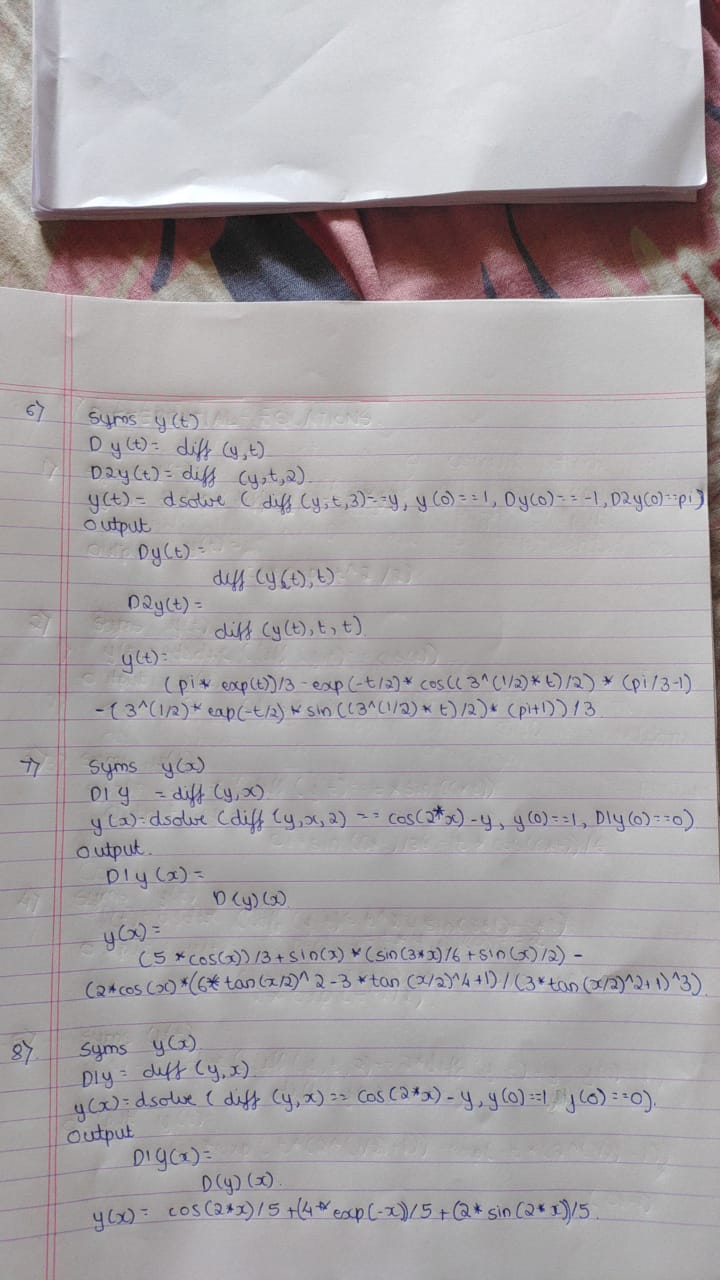 6)
Syms y(t)
Dy(t)= diff (y,t)
D2y(t)= diff (y,t,2).
y(t)= dsolve ( diff (y,t,3)==y, y(0)==1, Dy(0)==-1, D2y(0)==pi)
output
Dy(t)=
diff (y(t),t)
D2y(t)=
diff (y(t),t,t)
y(t)=
(pi* exp(t))/3 - exp(-t/2)* cos((3^(1/2)*t)/2) * (pi/3-1)
-(3^(1/2)* exp(-t/2)* sin((3^(1/2)*t)/2)* (pi+1))/3
7)
Syms y(x)
D1y = diff (y,x)
y(x)=dsolve (diff (y,x,2) == cos(2*x)-y, y(0)==1, D1y(0)==0)
output.
D1y(x)=
D(y)(x)
y(x)=
(5*cos(x))/3+sin(x)*(sin(3*x)/6+sin(x)/2)-
(2*cos(x)*(6*tan(x/2)^2-3*tan(x/2)^4+1)/(3*tan(x/2)^2+1)^3)
8)
Syms y(x)
D1y= diff (y,x)
y(x)=dsolve ( diff (y,x)== cos(2*x)-y, y(0)==1 y(0)==0).
output
D1y(x)=
D(y)(x).
y(x)= cos(2*x)/5+(4*exp(-x))/5+(2*sin(2*x))/5.